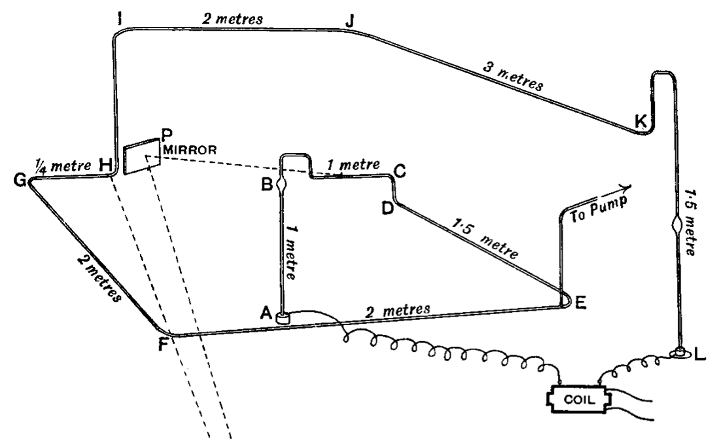 I
2 metres
J
3 metres
K
P
MIRROR
H
¼ metre
G
B
1 metre
C
D
To Pump
1·5 metre
1·5 metre
1 metre
2 metres
A
2 metres
E
F
L
COIL